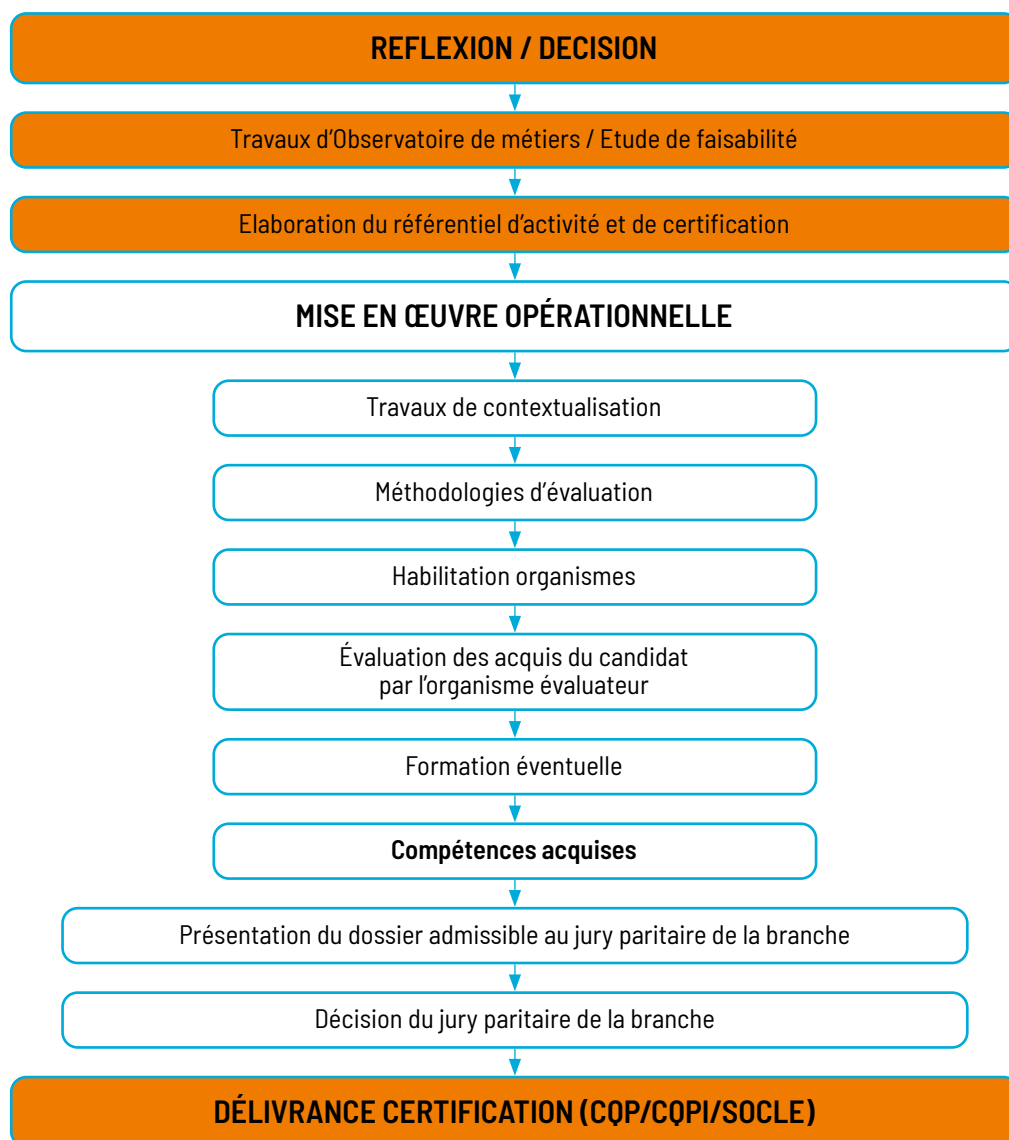 REFLEXION / DECISION
Travaux d’Observatoire de métiers / Etude de faisabilité
Elaboration du référentiel d’activité et de certification
MISE EN ŒUVRE OPÉRATIONNELLE
Travaux de contextualisation
Méthodologies d’évaluation
Habilitation organismes
Évaluation des acquis du candidat
par l’organisme évaluateur
Formation éventuelle
Compétences acquises
Présentation du dossier admissible au jury paritaire de la branche
Décision du jury paritaire de la branche
DÉLIVRANCE CERTIFICATION (CQP/CQPI/SOCLE)